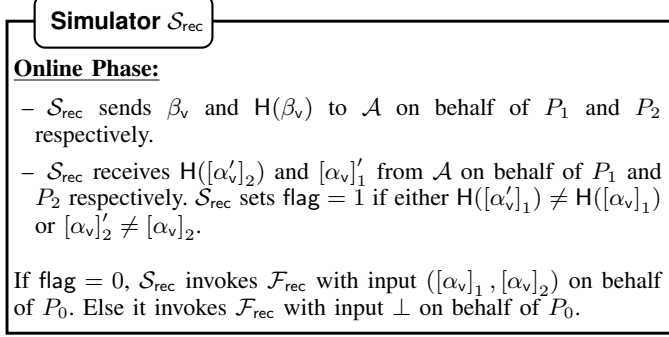 Simulator 𝒮_rec
Online Phase:
– 𝒮_rec sends β_v and H(β_v) to 𝒜 on behalf of P_1 and P_2
respectively.
– 𝒮_rec receives H([α′_v]_2) and [α_v]′_1 from 𝒜 on behalf of P_1 and
P_2 respectively. 𝒮_rec sets flag = 1 if either H([α′_v]_1) ≠ H([α_v]_1)
or [α_v]′_2 ≠ [α_v]_2.
If flag = 0, 𝒮_rec invokes ℱ_rec with input ([α_v]_1 , [α_v]_2) on behalf
of P_0. Else it invokes ℱ_rec with input ⊥ on behalf of P_0.